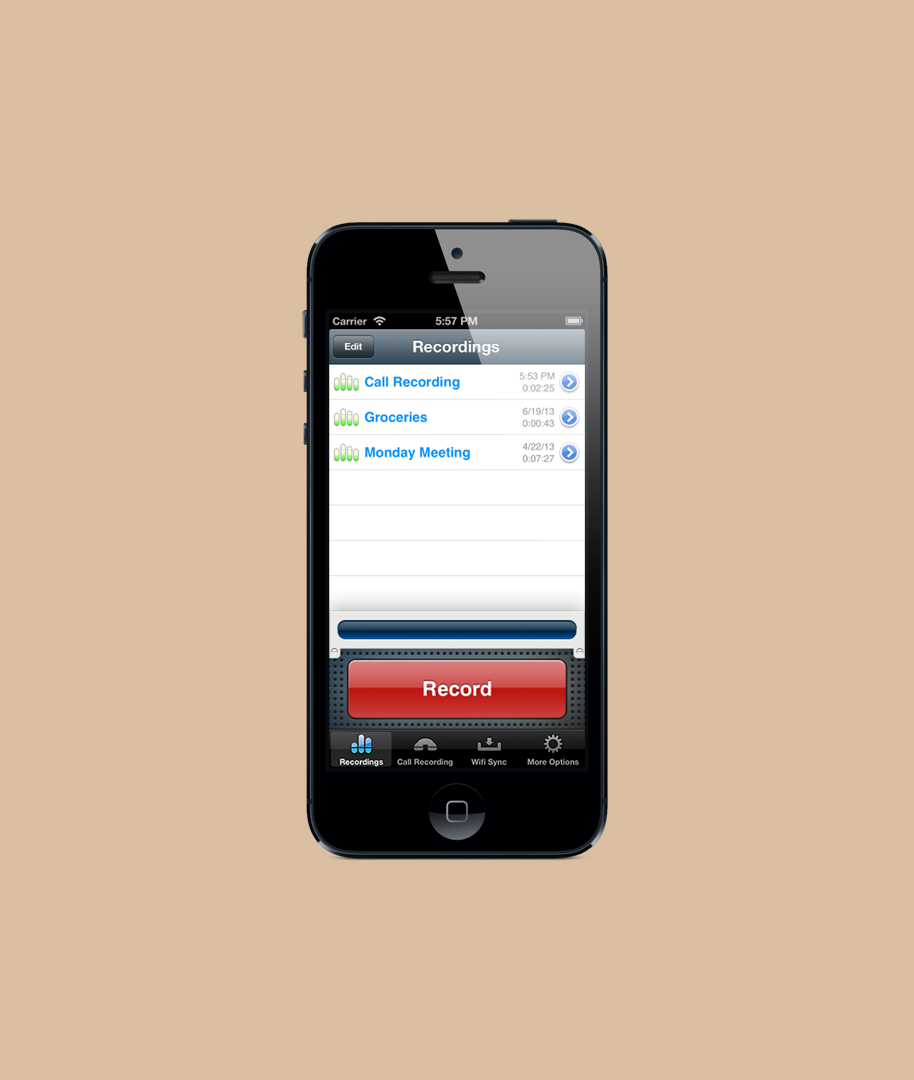 Carrier 5:57 PM
Edit Recordings
Call Recording 5:53 PM
0:02:25
Groceries 6/19/13
0:00:43
Monday Meeting 4/22/13
0:07:27
Record
Recordings Call Recording Wifi Sync More Options